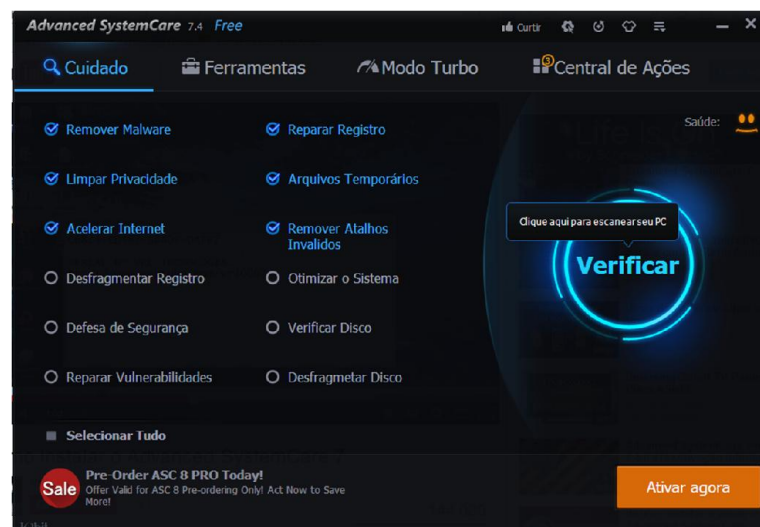 Advanced SystemCare 7.4 Free
Curtir
Cuidado
Ferramentas
Modo Turbo
3
Central de Ações
Saúde:
Remover Malware
Reparar Registro
Limpar Privacidade
Arquivos Temporários
Acelerar Internet
Remover Atalhos
Invalidos
Desfragmentar Registro
Otimizar o Sistema
Defesa de Segurança
Verificar Disco
Reparar Vulnerabilidades
Desfragmetar Disco
Clique aqui para escanear seu PC
Verificar
Selecionar Tudo
Sale
Pre-Order ASC 8 PRO Today!
Offer Valid for ASC 8 Pre-ordering Only! Act Now to Save
More!
Ativar agora